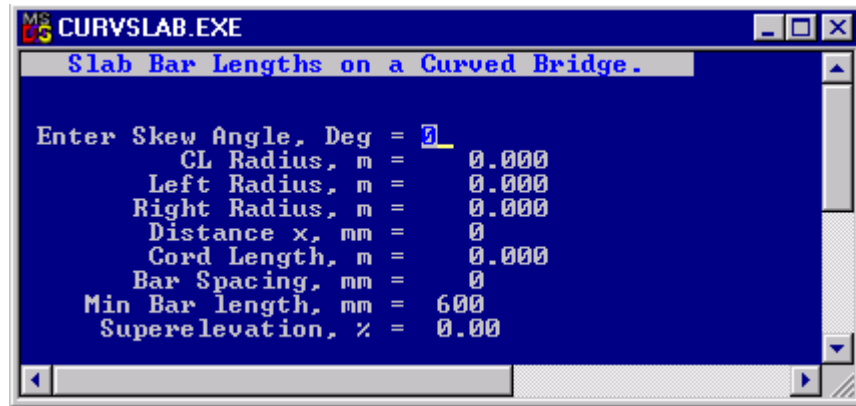 CURVSLAB.EXE
Slab Bar Lengths on a Curved Bridge.
Enter Skew Angle, Deg = 0
CL Radius, m = 0.000
Left Radius, m = 0.000
Right Radius, m = 0.000
Distance x, mm = 0
Cord Length, m = 0.000
Bar Spacing, mm = 0
Min Bar length, mm = 600
Superelevation, % = 0.00